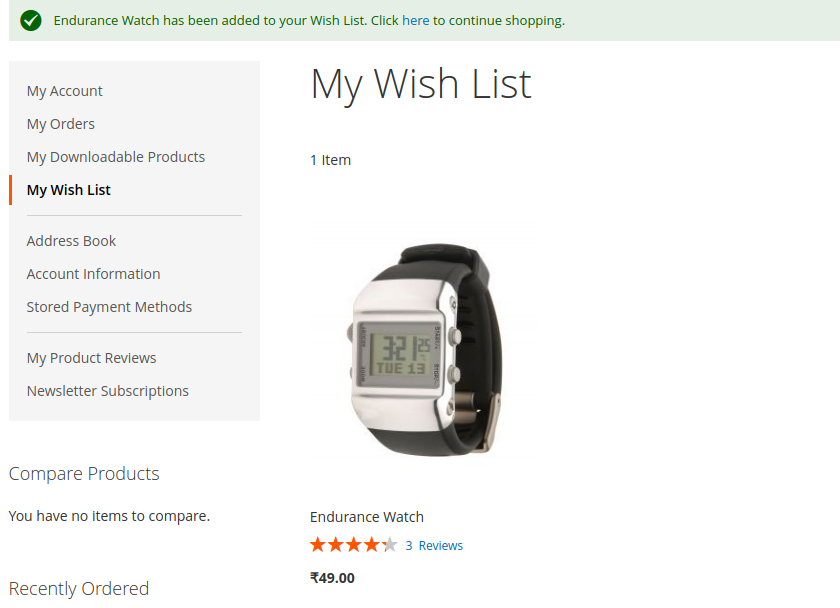 Endurance Watch has been added to your Wish List. Click here to continue shopping.
My Account
My Orders
My Downloadable Products
My Wish List
Address Book
Account Information
Stored Payment Methods
My Product Reviews
Newsletter Subscriptions
Compare Products
You have no items to compare.
Recently Ordered
My Wish List
1 Item
3:21 25
TUE 13
Endurance Watch
3 Reviews
₹49.00